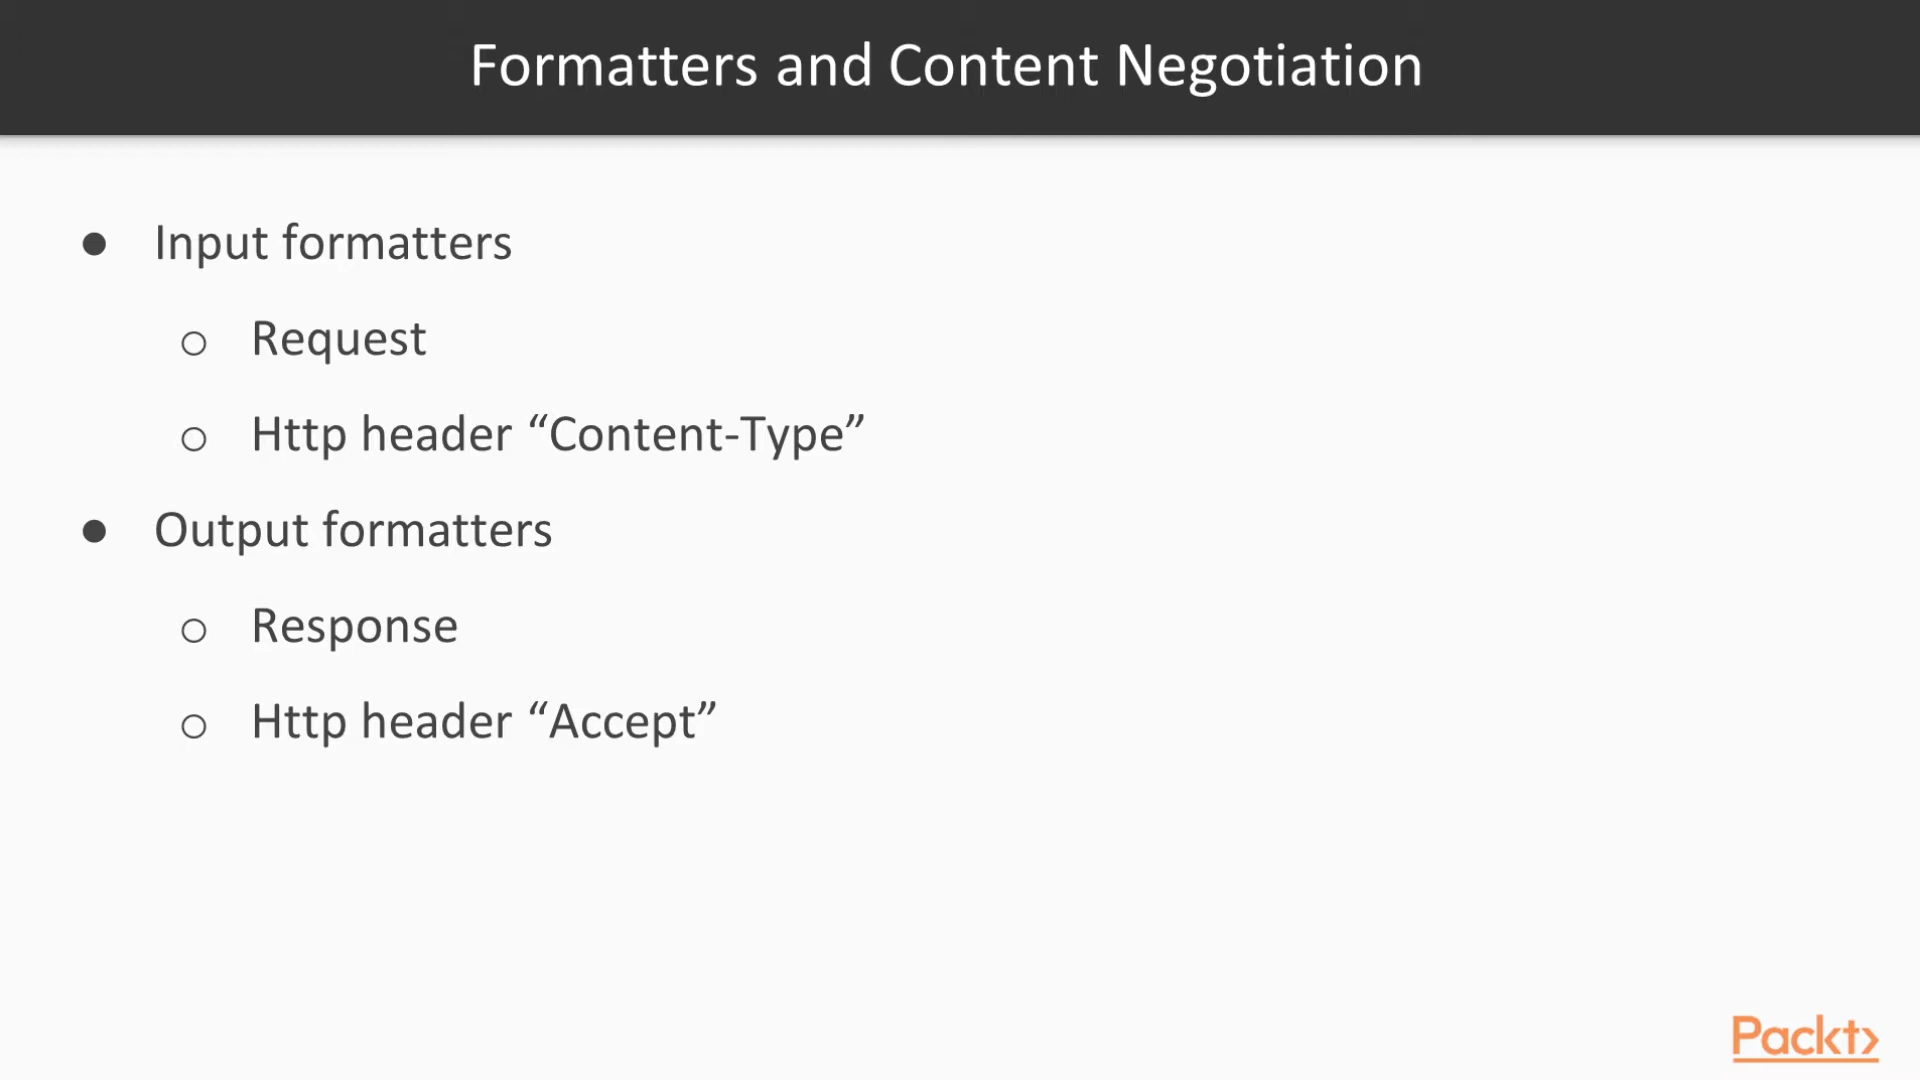 Formatters and Content Negotiation
● Input formatters
○ Request
○ Http header “Content-Type”
● Output formatters
○ Response
○ Http header “Accept”
Packt>